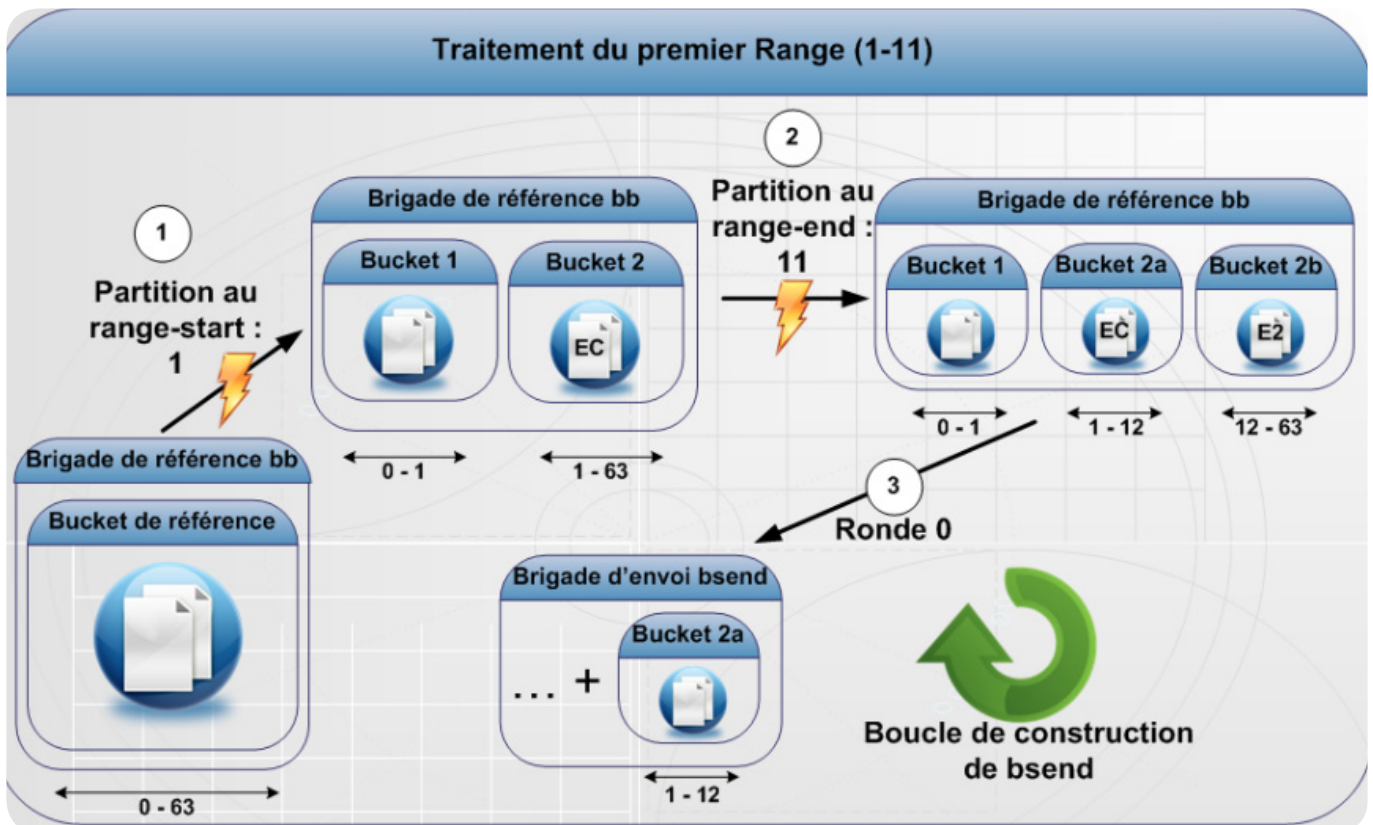 Traitement du premier Range (1-11)
1
Partition au
range-start :
1
Brigade de référence bb
Bucket de référence
0 - 63
Brigade de référence bb
Bucket 1
Bucket 2
EC
0 - 1
1 - 63
2
Partition au
range-end :
11
Brigade de référence bb
Bucket 1
Bucket 2a
Bucket 2b
EC
E2
0 - 1
1 - 12
12 - 63
3
Ronde 0
Brigade d'envoi bsend
Bucket 2a
... +
1 - 12
Boucle de construction
de bsend